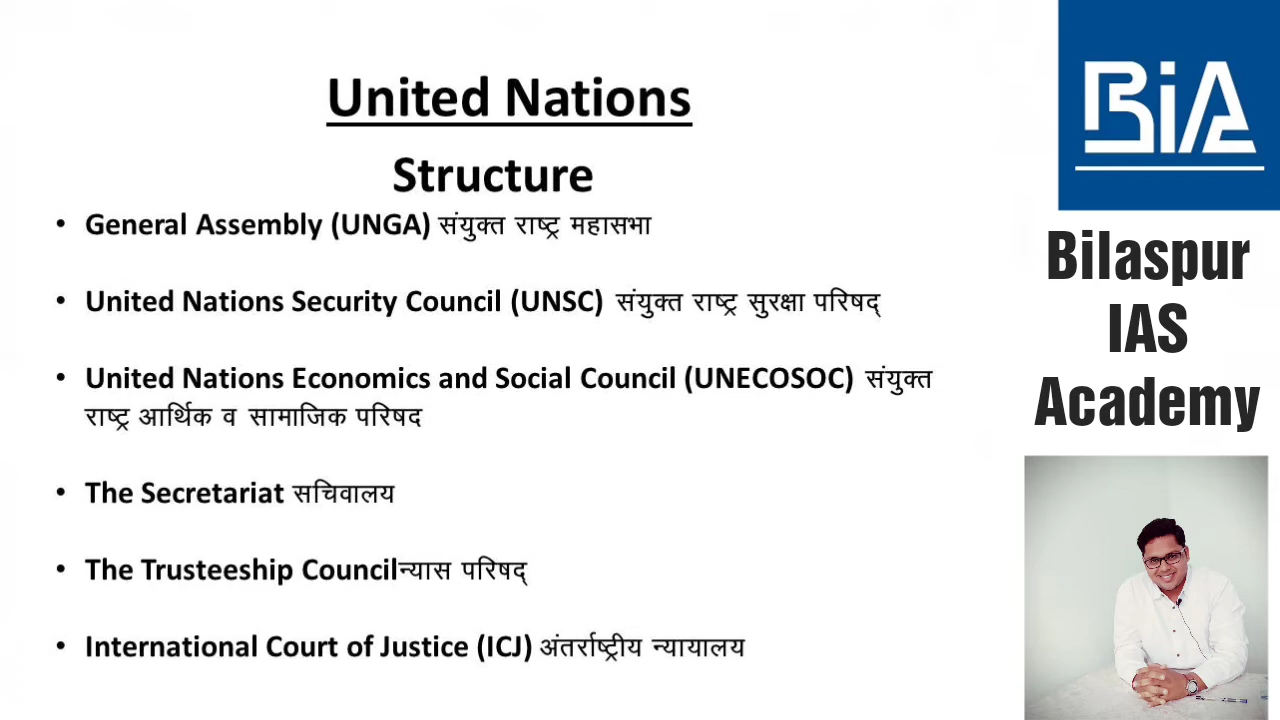 United Nations
Structure
• General Assembly (UNGA) संयुक्त राष्ट्र महासभा
• United Nations Security Council (UNSC) संयुक्त राष्ट्र सुरक्षा परिषद्
• United Nations Economics and Social Council (UNECOSOC) संयुक्त
राष्ट्र आर्थिक व सामाजिक परिषद
• The Secretariat सचिवालय
• The Trusteeship Councilन्यास परिषद्
• International Court of Justice (ICJ) अंतर्राष्ट्रीय न्यायालय
BiA
Bilaspur
IAS
Academy